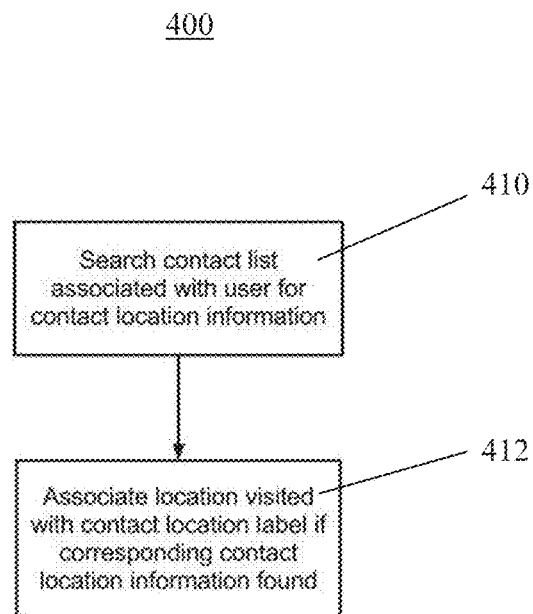 400
410
Search contact list
associated with user for
contact location information
412
Associate location visited
with contact location label if
corresponding contact
location information found